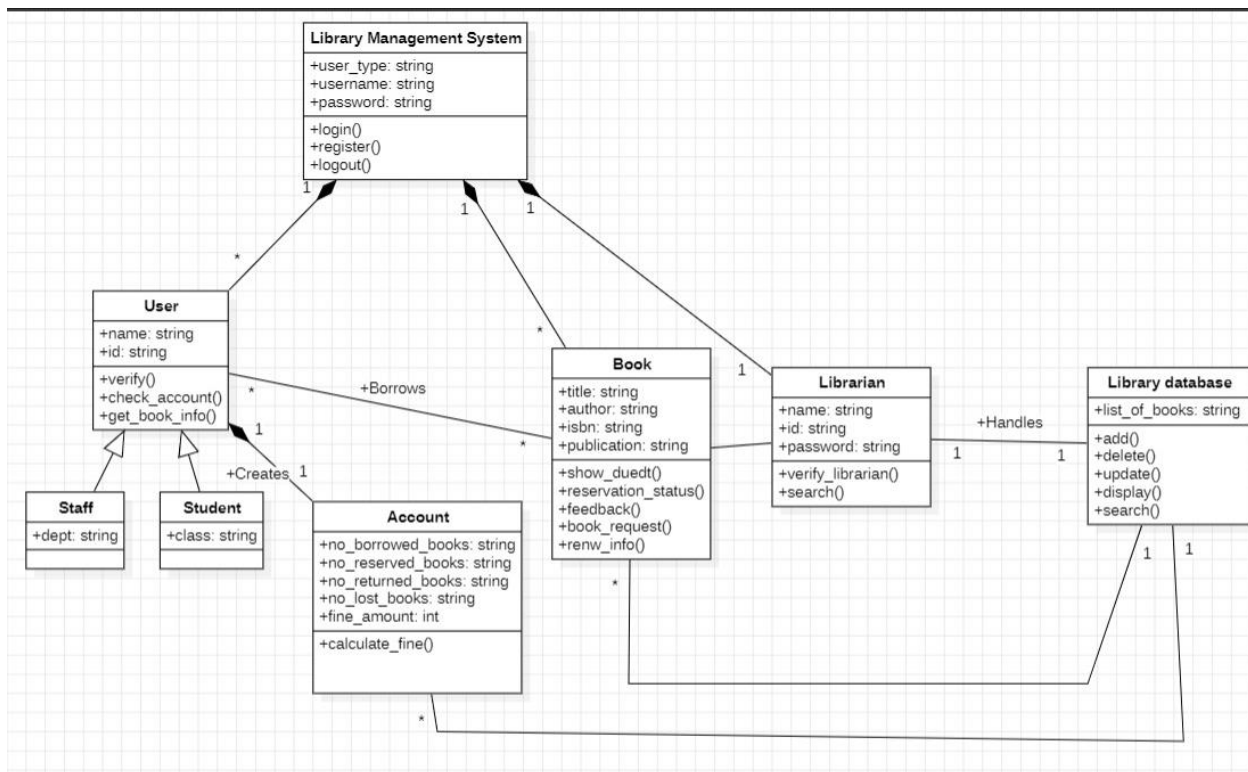 Library Management System
+user_type: string
+username: string
+password: string
+login()
+register()
+logout()
1
1
1
*
*
1
User
+name: string
+id: string
+verify()
+check_account()
+get_book_info()
*
+Borrows
*
1
+Creates
1
Book
+title: string
+author: string
+isbn: string
+publication: string
+show_duedt()
+reservation_status()
+feedback()
+book_request()
+renw_info()
*
Librarian
+name: string
+id: string
+password: string
+verify_librarian()
+search()
+Handles
1
1
Library database
+list_of_books: string
+add()
+delete()
+update()
+display()
+search()
1
1
Staff
+dept: string
Student
+class: string
Account
+no_borrowed_books: string
+no_reserved_books: string
+no_returned_books: string
+no_lost_books: string
+fine_amount: int
+calculate_fine()
*